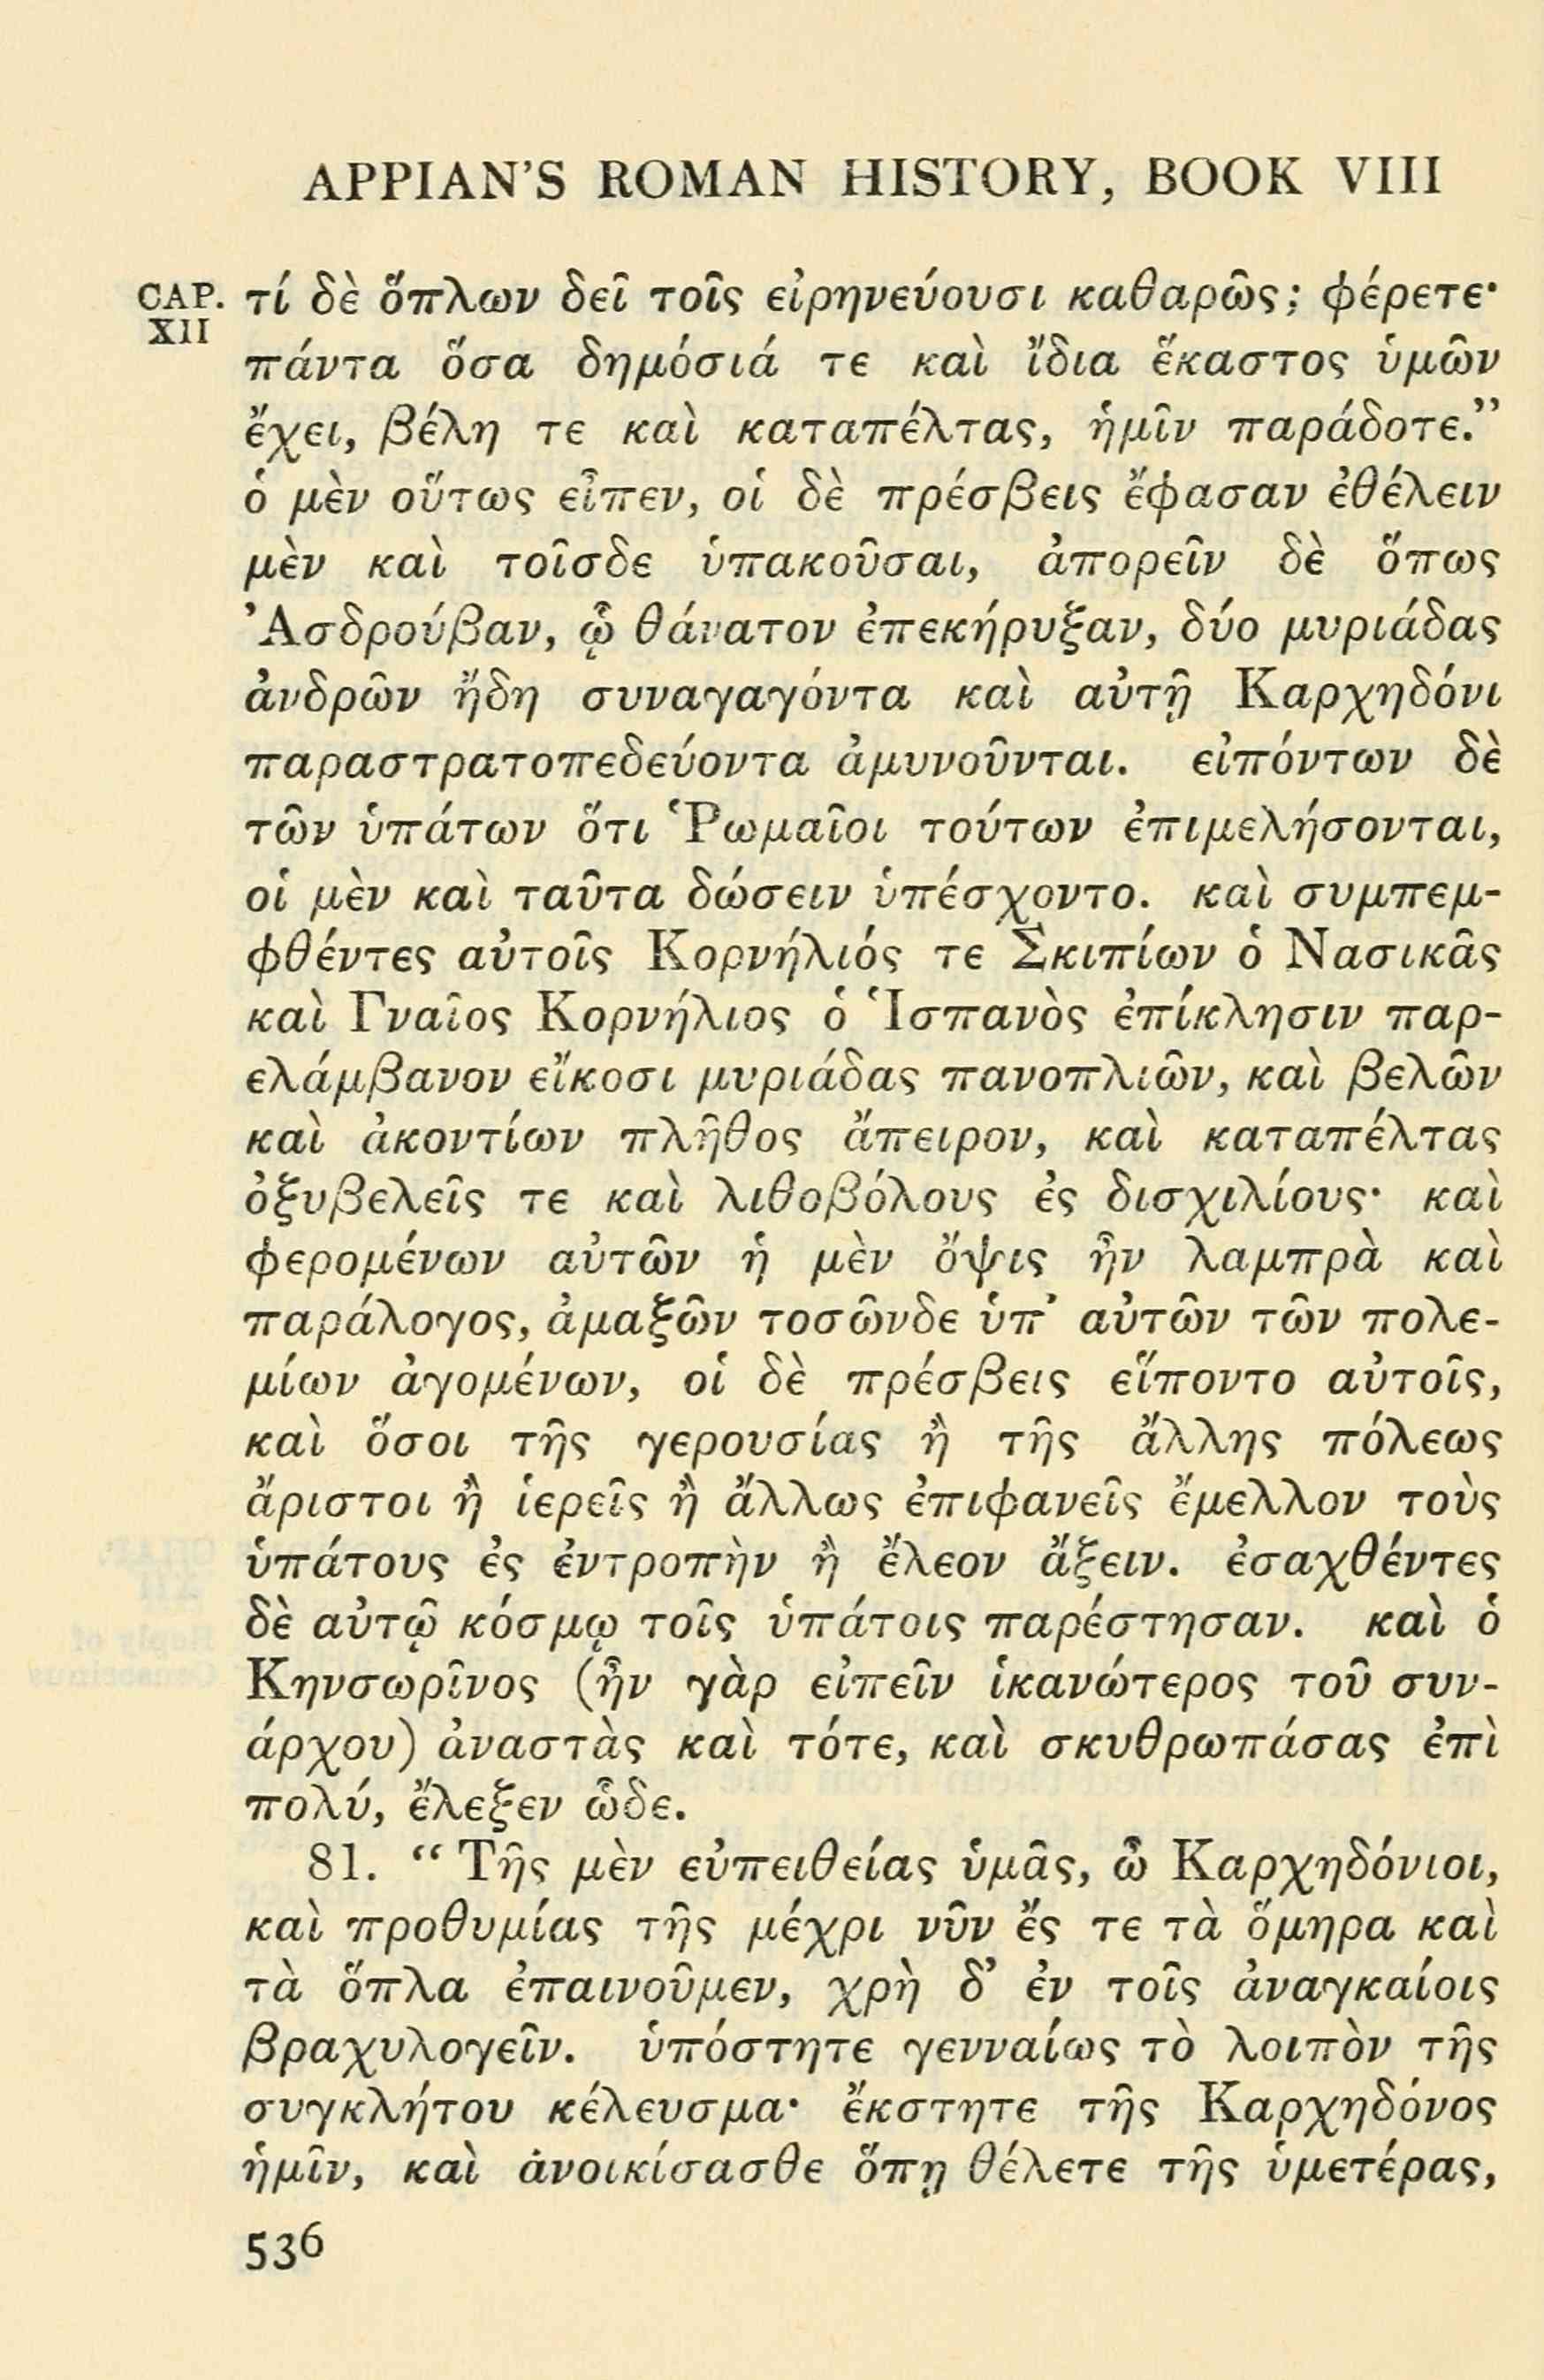 APPIAN'S ROMAN HISTORY, BOOK VIII
CAP. XII
τί δὲ ὅπλων δεῖ τοῖς εἰρηνεύουσι καθαρῶς; φέρετε·
πάντα ὅσα δημόσιά τε καὶ ἴδια ἕκαστος ὑμῶν
ἔχει, βέλη τε καὶ καταπέλτας, ἡμῖν παράδοτε."
ὁ μὲν οὕτως εἶπεν, οἱ δὲ πρέσβεις ἔφασαν ἐθέλειν
μὲν καὶ τοῖσδε ὑπακοῦσαι, ἀπορεῖν δὲ ὅπως
Ἀσδρούβαν, ᾧ θάνατον ἐπεκήρυξαν, δύο μυριάδας
ἀνδρῶν ἤδη συναγαγόντα καὶ αὐτῇ Καρχηδόνι
παραστρατοπεδεύοντα ἀμυνοῦνται. εἰπόντων δὲ
τῶν ὑπάτων ὅτι Ῥωμαῖοι τούτων ἐπιμελήσονται,
οἱ μὲν καὶ ταῦτα δώσειν ὑπέσχοντο. καὶ συμπεμ-
φθέντες αὐτοῖς Κορνήλιός τε Σκιπίων ὁ Νασικᾶς
καὶ Γναῖος Κορνήλιος ὁ Ἱσπανὸς ἐπίκλησιν παρ-
ελάμβανον εἴκοσι μυριάδας πανοπλιῶν, καὶ βελῶν
καὶ ἀκοντίων πλῆθος ἄπειρον, καὶ καταπέλτας
ὀξυβελεῖς τε καὶ λιθοβόλους ἐς δισχιλίους· καὶ
φερομένων αὐτῶν ἡ μὲν ὄψις ἦν λαμπρὰ καὶ
παράλογος, ἁμαξῶν τοσῶνδε ὑπ' αὐτῶν τῶν πολε-
μίων ἀγομένων, οἱ δὲ πρέσβεις εἵποντο αὐτοῖς,
καὶ ὅσοι τῆς γερουσίας ἢ τῆς ἄλλης πόλεως
ἄριστοι ἢ ἱερεῖς ἢ ἄλλως ἐπιφανεῖς ἔμελλον τοὺς
ὑπάτους ἐς ἐντροπὴν ἢ ἔλεον ἄξειν. ἐσαχθέντες
δὲ αὐτῷ κόσμῳ τοῖς ὑπάτοις παρέστησαν. καὶ ὁ
Κηνσωρῖνος (ἦν γὰρ εἰπεῖν ἱκανώτερος τοῦ συν-
άρχου) ἀναστὰς καὶ τότε, καὶ σκυθρωπάσας ἐπὶ
πολύ, ἔλεξεν ὧδε.
81. "Τῆς μὲν εὐπειθείας ὑμᾶς, ὦ Καρχηδόνιοι,
καὶ προθυμίας τῆς μέχρι νῦν ἔς τε τὰ ὅμηρα καὶ
τὰ ὅπλα ἐπαινοῦμεν, χρὴ δ' ἐν τοῖς ἀναγκαίοις
βραχυλογεῖν. ὑπόστητε γενναίως τὸ λοιπὸν τῆς
συγκλήτου κέλευσμα· ἔκστητε τῆς Καρχηδόνος
ἡμῖν, καὶ ἀνοικίσασθε ὅπῃ θέλετε τῆς ὑμετέρας,
536